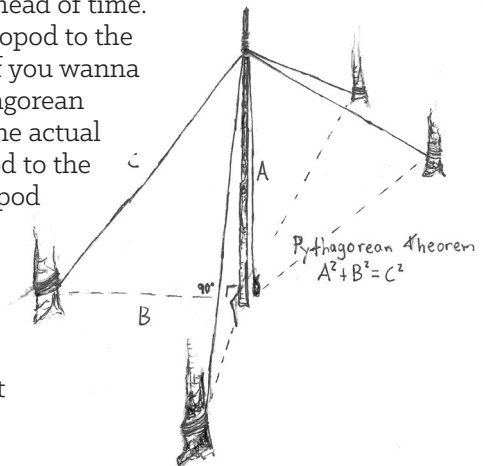 head of time.
opod to the
f you wanna
agorean
he actual
od to the
pod
t
C
A
Pythagorean Theorem
A²+B²=C²
90°
B